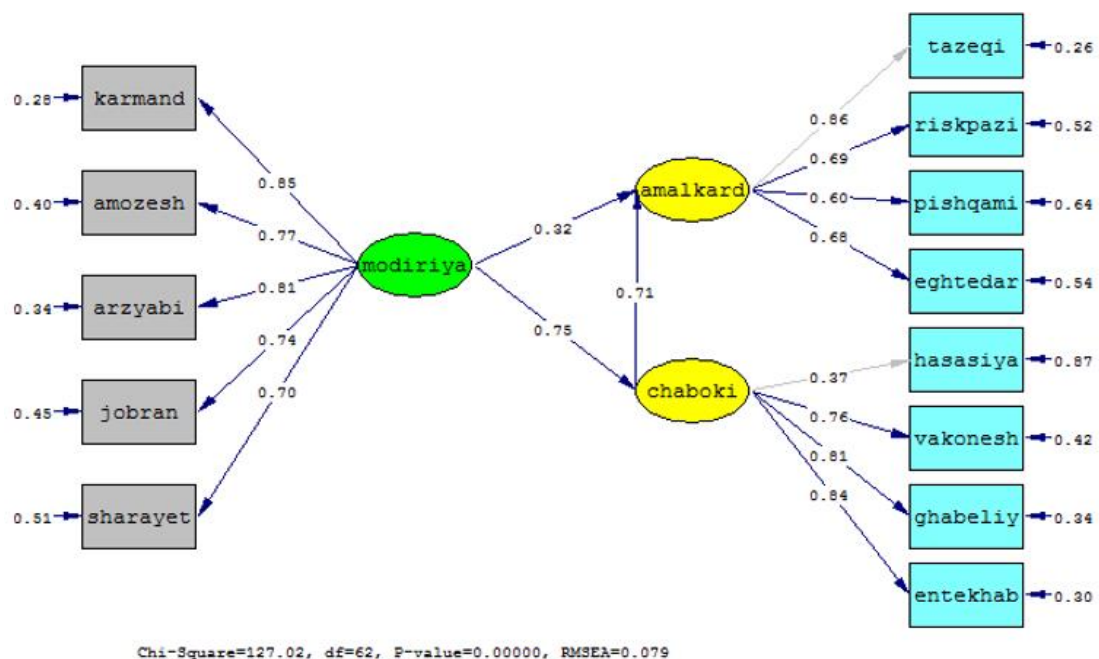 0.28
karmand
0.40
amozesh
0.34
arzyabi
0.45
jobran
0.51
sharayet
0.85
0.77
0.81
0.74
0.70
modiriya
0.32
0.75
amalkard
0.71
chaboki
0.86
0.69
0.60
0.68
0.37
0.76
0.81
0.84
tazeqi
0.26
riskpazi
0.52
pishqami
0.64
eghtedar
0.54
hasasiya
0.87
vakonesh
0.42
ghabeliy
0.34
entekhab
0.30
Chi-Square=127.02, df=62, P-value=0.00000, RMSEA=0.079